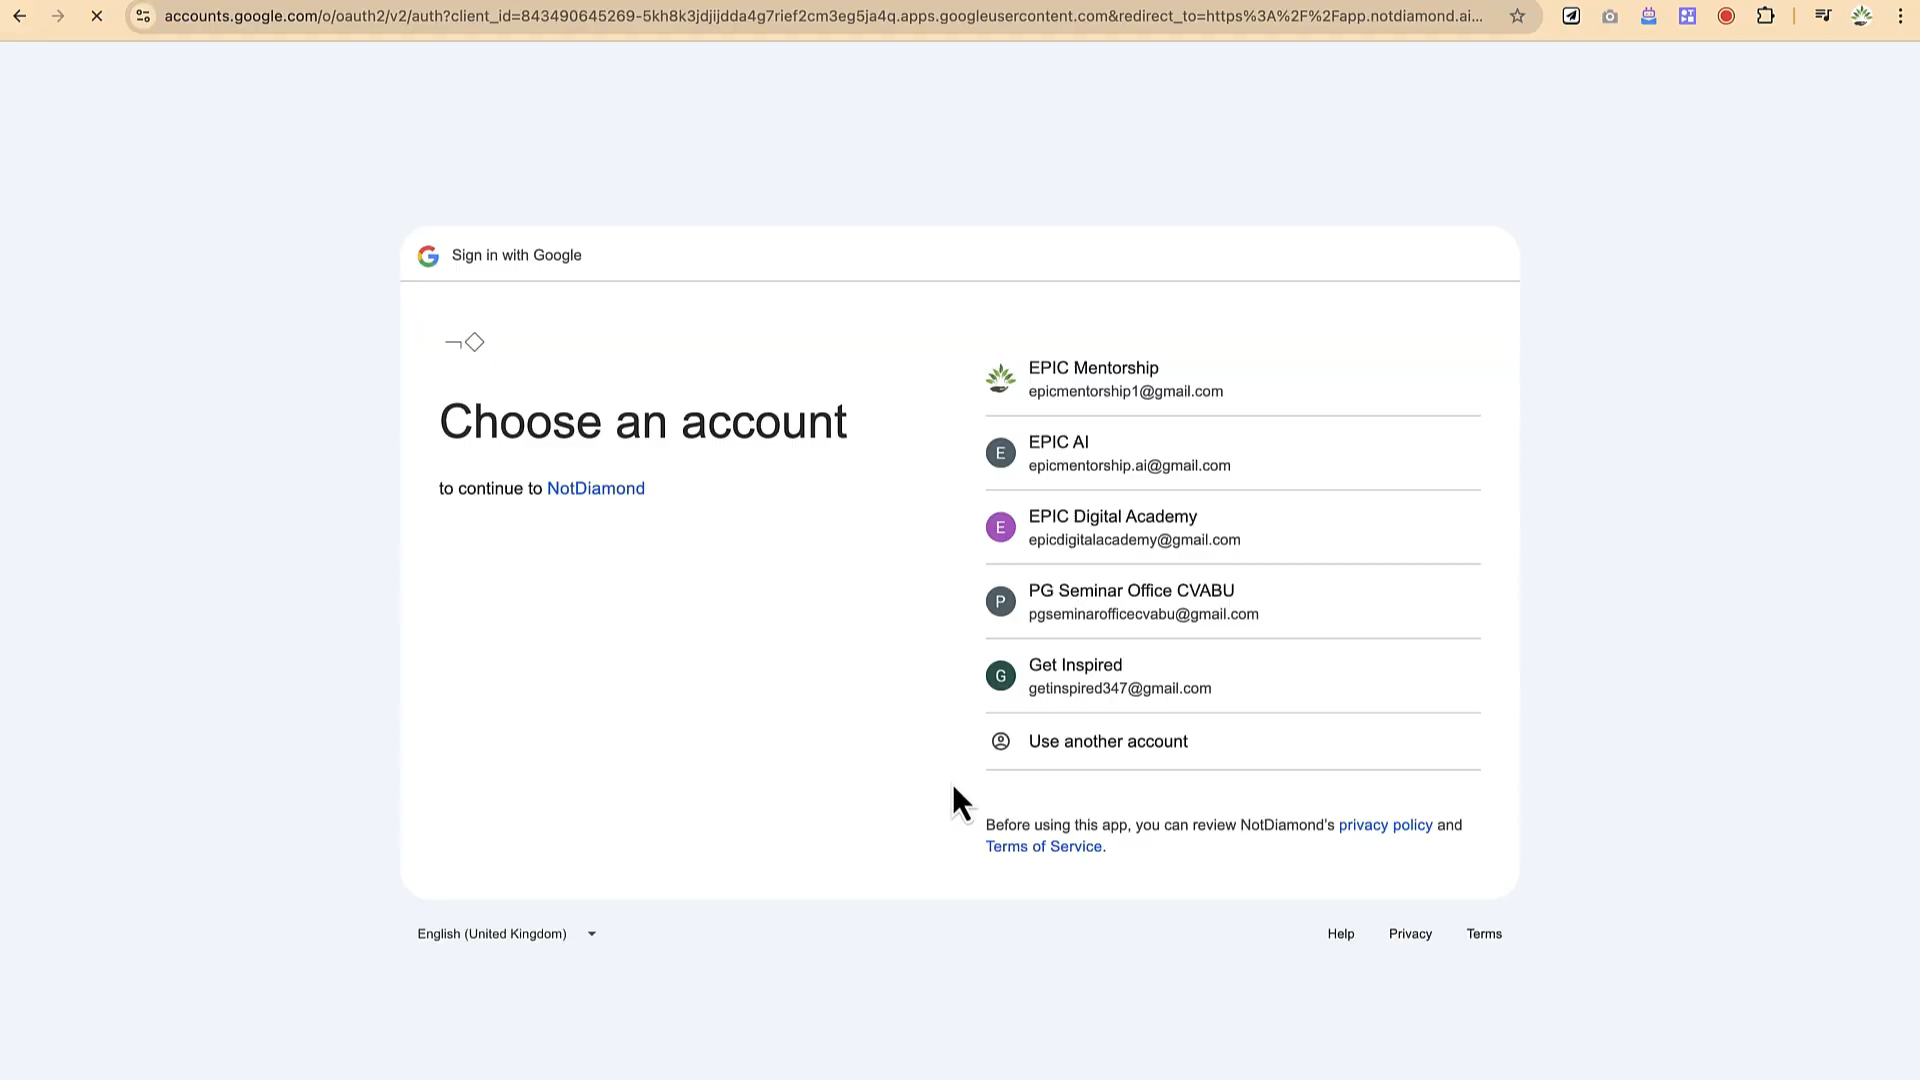 accounts.google.com/o/oauth2/v2/auth?client_id=843490645269-5kh8k3jdjijdda4g7rief2cm3eg5ja4q.apps.googleusercontent.com&redirect_to=https%3A%2F%2Fapp.notdiamond.ai...
Sign in with Google
Choose an account
to continue to NotDiamond
EPIC Mentorship
epicmentorship1@gmail.com
E
EPIC AI
epicmentorship.ai@gmail.com
E
EPIC Digital Academy
epicdigitalacademy@gmail.com
P
PG Seminar Office CVABU
pgseminarofficecvabu@gmail.com
G
Get Inspired
getinspired347@gmail.com
Use another account
Before using this app, you can review NotDiamond's privacy policy and
Terms of Service.
English (United Kingdom)
Help
Privacy
Terms